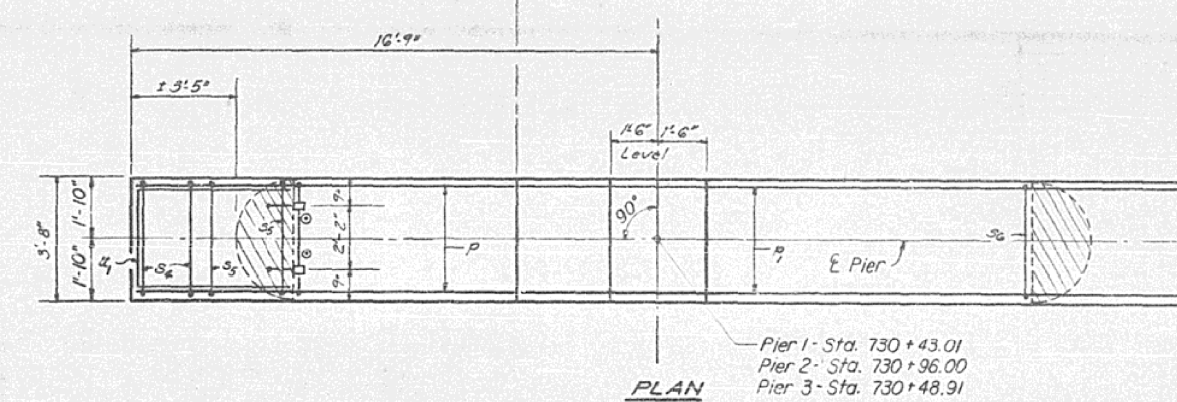 16'-9"
± 3'-5"
1'-6" 1'-6"
Level
3'-8"
1'-10"
1'-10"
u1
S4
S5
S5
9"
2'-2"
9"
P
90°
P1
S6
℄ Pier
Pier 1 - Sta. 730 + 43.01
Pier 2 - Sta. 730 + 96.00
Pier 3 - Sta. 730 + 48.91
PLAN